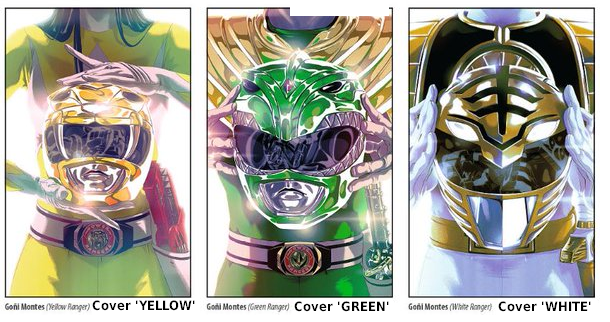 Goñi Montes (Yellow Ranger) Cover 'YELLOW'
Goñi Montes (Green Ranger) Cover 'GREEN'
Goñi Montes (White Ranger) Cover 'WHITE'